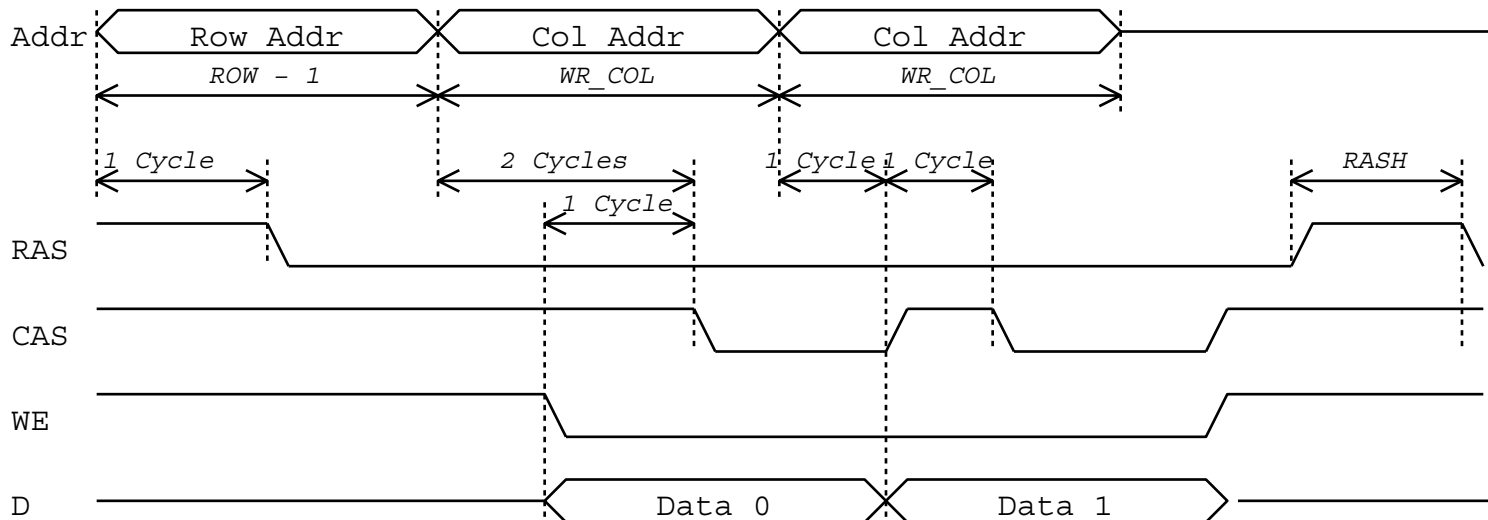 Addr Row Addr Col Addr Col Addr
ROW - 1 WR_COL WR_COL
1 Cycle 2 Cycles 1 Cycle 1 Cycle RASH
1 Cycle
RAS
CAS
WE
D Data 0 Data 1